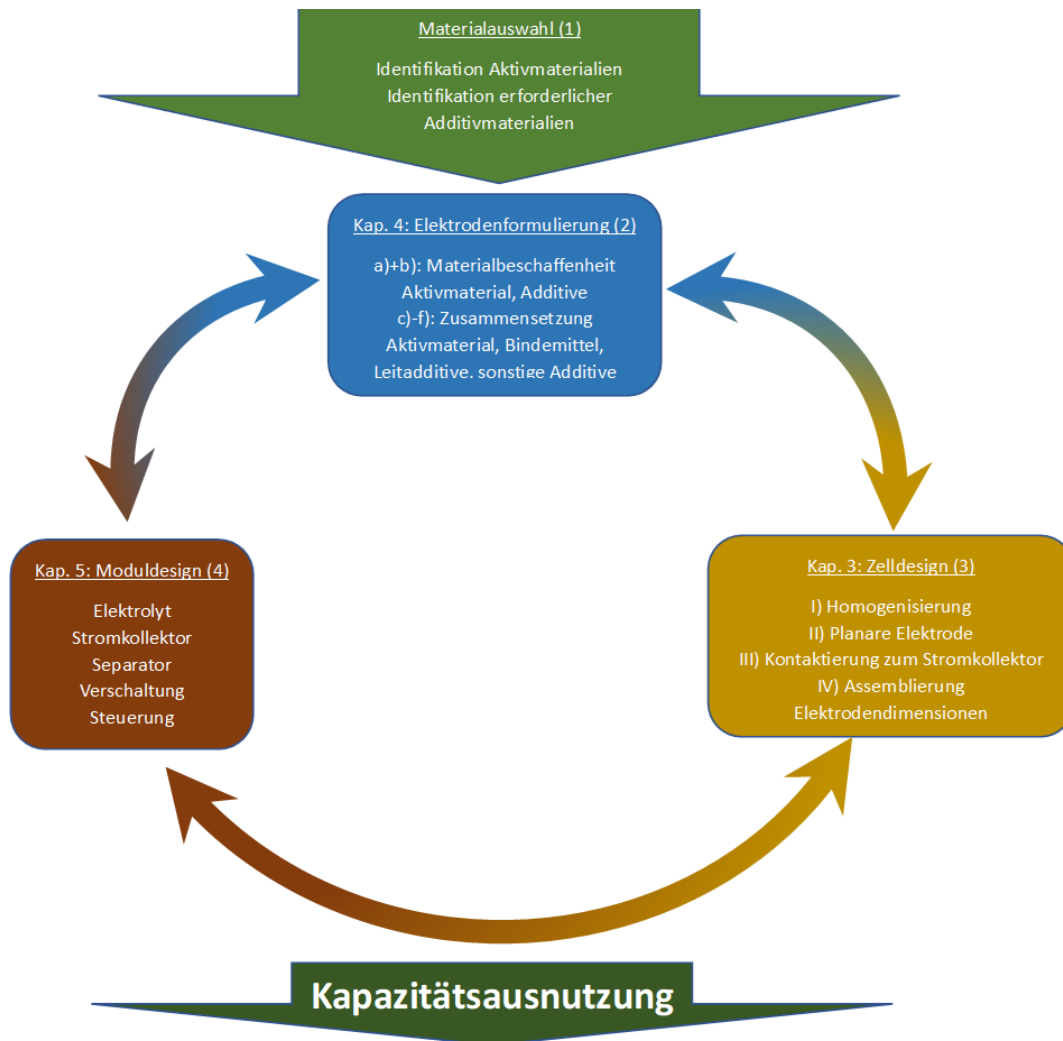 Materialauswahl (1)
Identifikation Aktivmaterialien
Identifikation erforderlicher
Additivmaterialien
Kap. 4: Elektrodenformulierung (2)
a)+b): Materialbeschaffenheit
Aktivmaterial, Additive
c)-f): Zusammensetzung
Aktivmaterial, Bindemittel,
Leitadditive, sonstige Additive
Kap. 5: Moduldesign (4)
Elektrolyt
Stromkollektor
Separator
Verschaltung
Steuerung
Kap. 3: Zelldesign (3)
I) Homogenisierung
II) Planare Elektrode
III) Kontaktierung zum Stromkollektor
IV) Assemblierung
Elektrodendimensionen
Kapazitätsausnutzung